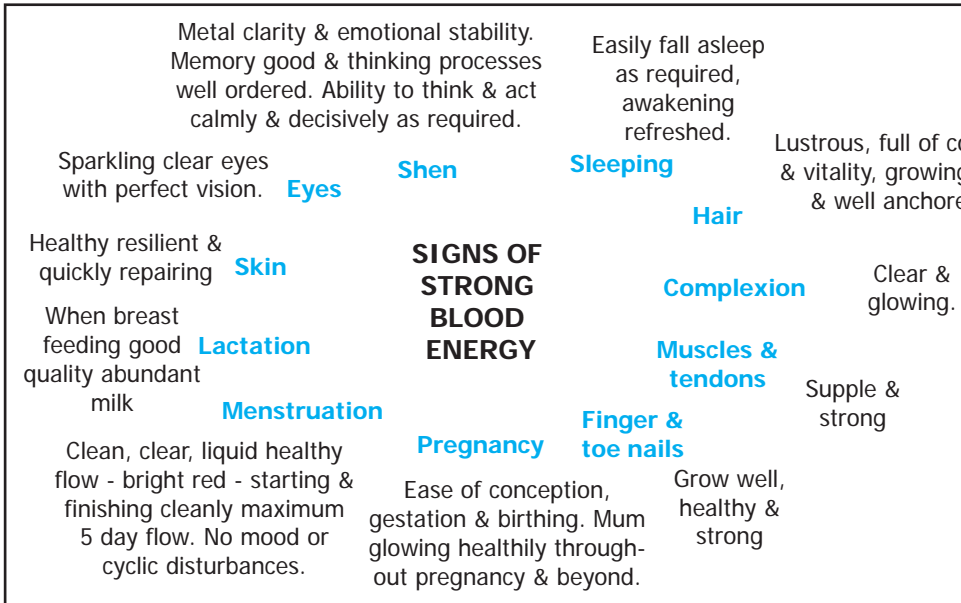 Metal clarity & emotional stability.
Memory good & thinking processes
well ordered. Ability to think & act
calmly & decisively as required.
Shen
Easily fall asleep
as required,
awakening
refreshed.
Sleeping
Sparkling clear eyes
with perfect vision.
Eyes
Lustrous, full of
& vitality,
& well
Hair
Healthy resilient &
quickly repairing
Skin
SIGNS OF
STRONG
BLOOD
ENERGY
Complexion
Clear &
glowing.
When breast
feeding good
quality abundant
milk
Lactation
Muscles &
tendons
Supple &
strong
Menstruation
Clean, clear, liquid healthy
flow - bright red - starting &
finishing cleanly maximum
5 day flow. No mood or
cyclic disturbances.
Pregnancy
Ease of conception,
gestation & birthing. Mum
glowing healthily through-
out pregnancy & beyond.
Finger &
toe nails
Grow well,
healthy &
strong